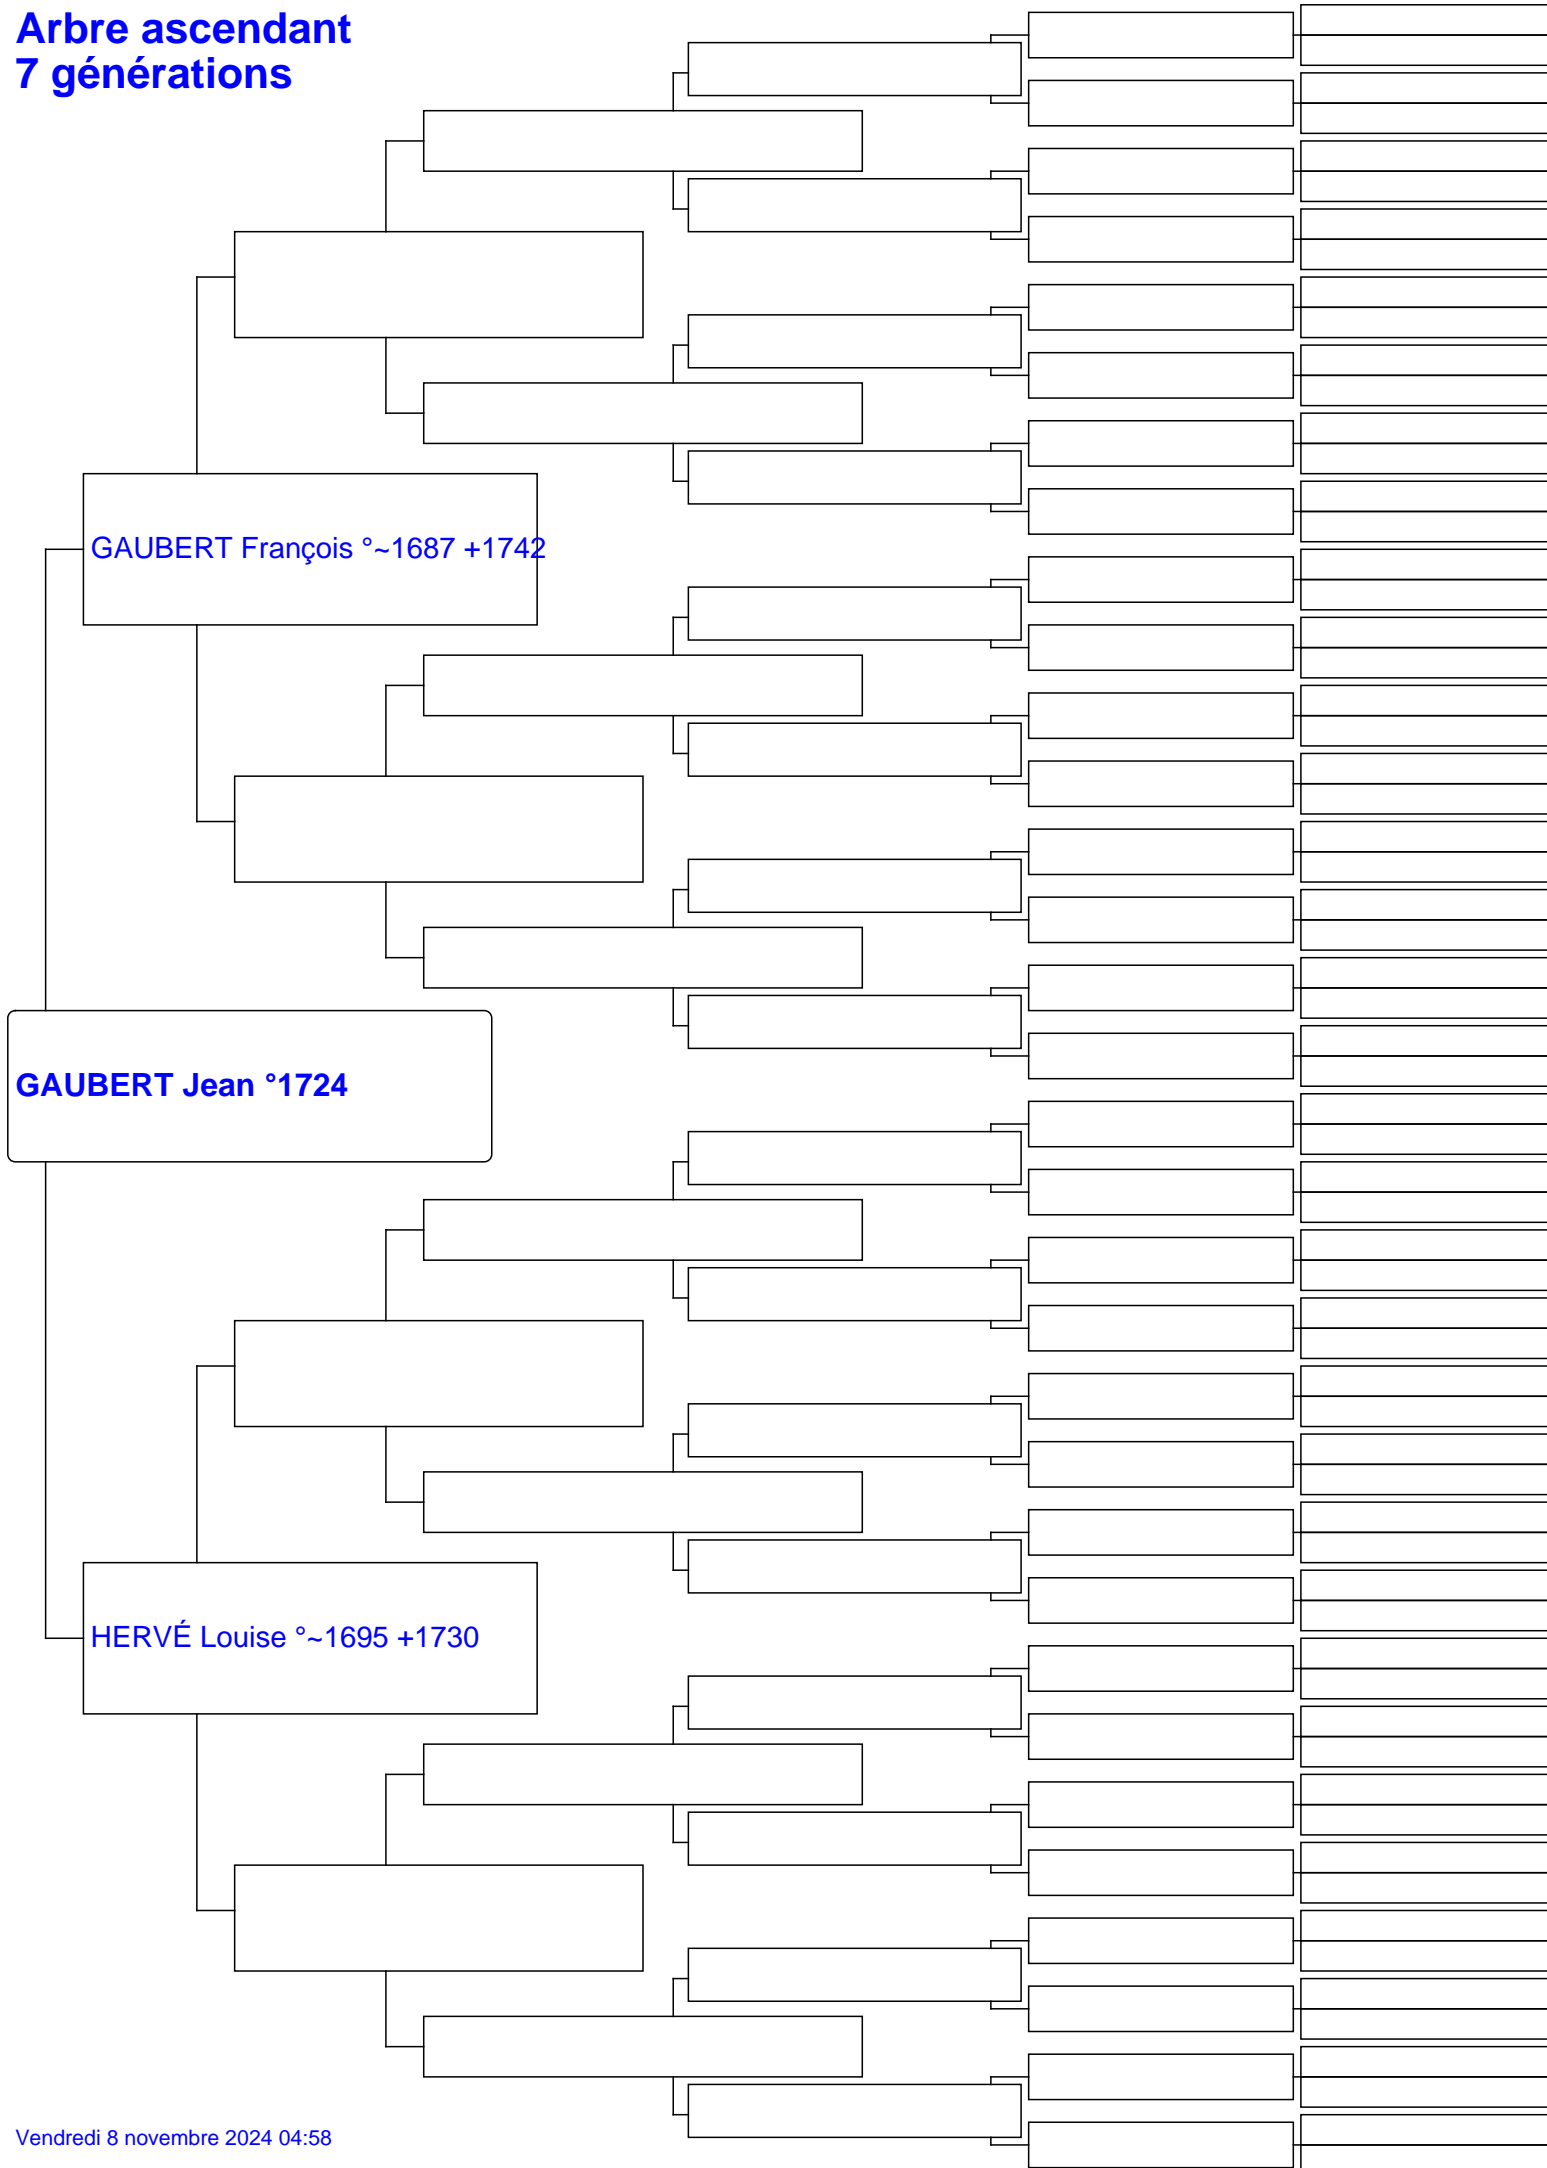 Arbre ascendant
7 générations
GAUBERT François °~1687 +1742
GAUBERT Jean °1724
HERVÉ Louise °~1695 +1730
Vendredi 8 novembre 2024 04:58